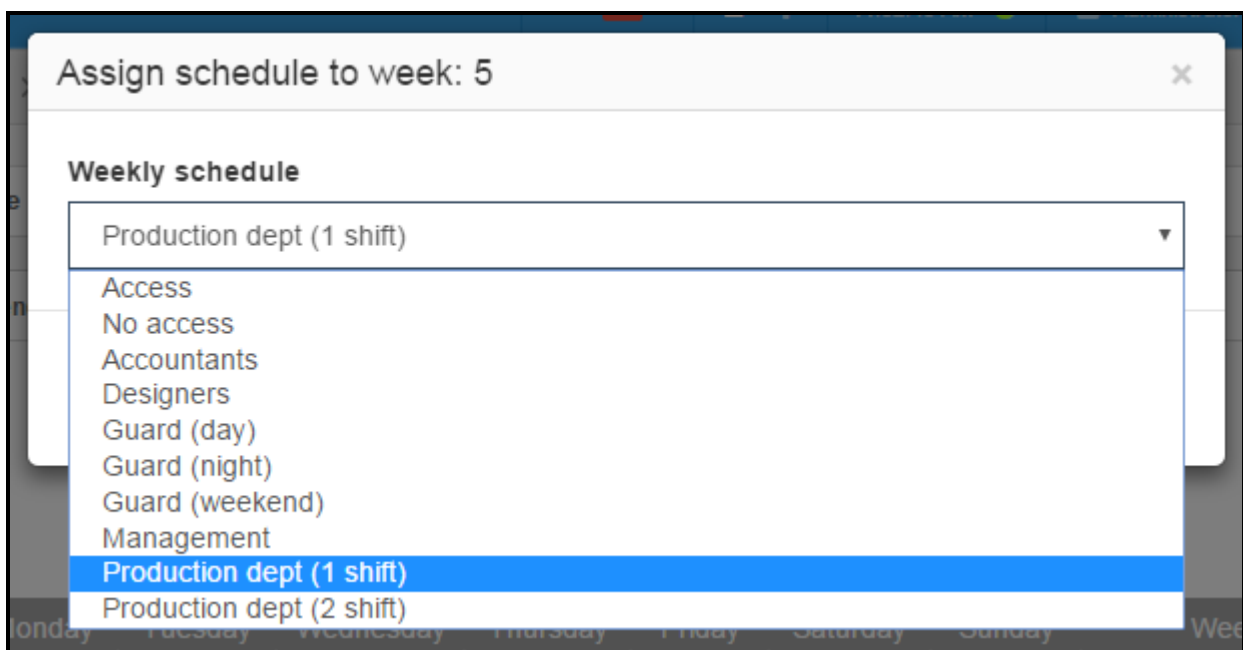 Assign schedule to week: 5
×
Weekly schedule
Production dept (1 shift)
Access
No access
Accountants
Designers
Guard (day)
Guard (night)
Guard (weekend)
Management
Production dept (1 shift)
Production dept (2 shift)